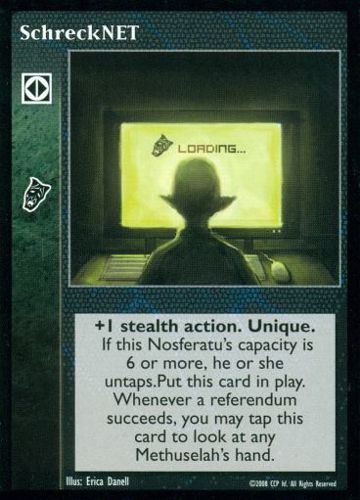 SchreckNET
LOADING...
+1 stealth action. Unique.
If this Nosferatu's capacity is
6 or more, he or she
untaps.Put this card in play.
Whenever a referendum
succeeds, you may tap this
card to look at any
Methuselah's hand.
Illus: Erica Danell
©2008 CCP hf. All Rights Reserved.